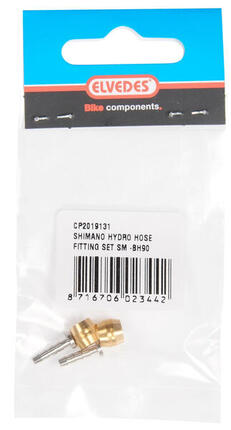 ELVEDES
Bike components.
CP2019131
SHIMANO HYDRO HOSE
FITTING SET SM -BH90
8 716706 023442